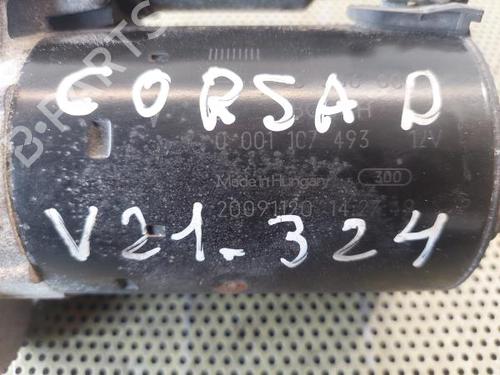 CORSA D
0 001 107 493 12V
Made in Hungary 300
20091120
V21-324
B-PARTS